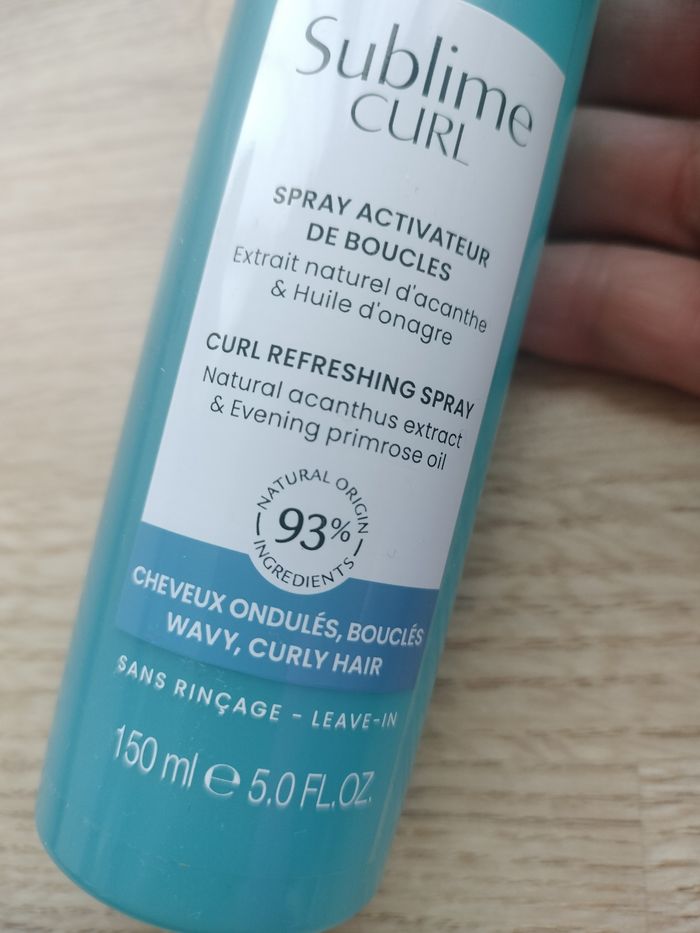 Sublime
CURL
SPRAY ACTIVATEUR
DE BOUCLES
Extrait naturel d'acanthe
& Huile d'onagre
CURL REFRESHING SPRAY
Natural acanthus extract
& Evening primrose oil
NATURAL ORIGIN
93%
INGREDIENTS
CHEVEUX ONDULÉS, BOUCLÉS
WAVY, CURLY HAIR
SANS RINÇAGE - LEAVE-IN
150 ml e 5.0 FL.OZ.